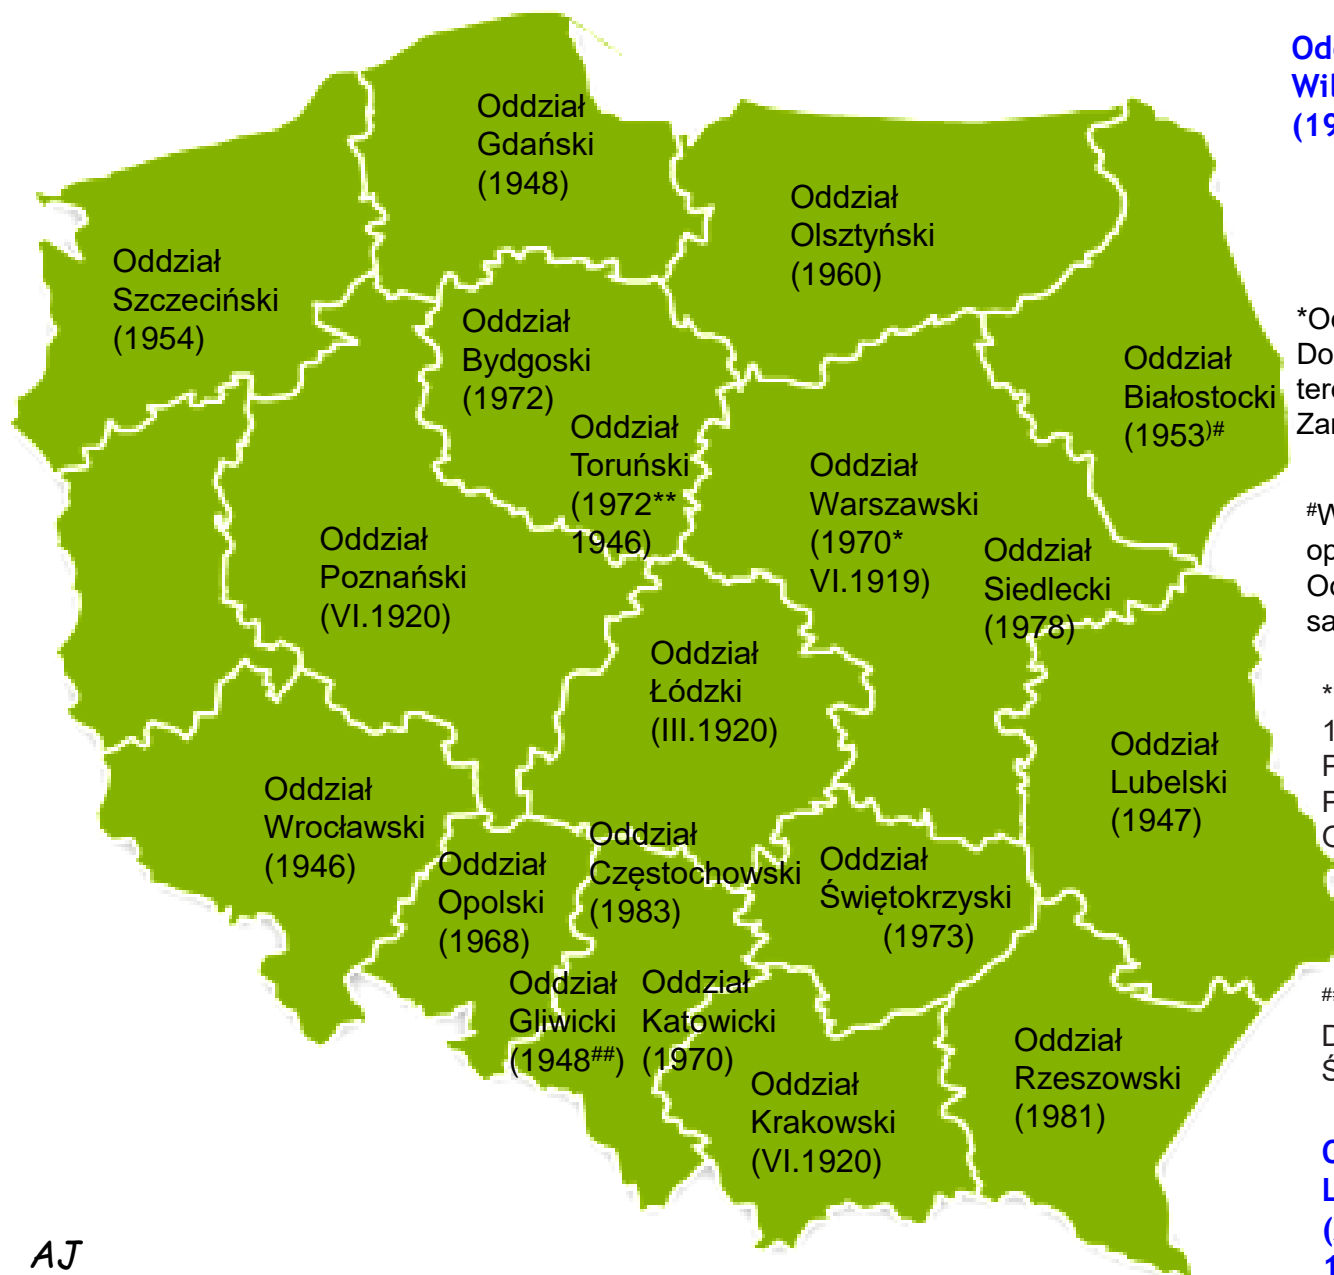 Oddział
Gdański
(1948)
Oddział
Olsztyński
(1960)
Oddział
Szczeciński
(1954)
Oddział
Bydgoski
(1972)
Oddział
Toruński
(1972**
1946)
Oddział
Białostocki
(1953)#
Oddział
Warszawski
(1970*
VI.1919)
Oddział
Siedlecki
(1978)
Oddział
Poznański
(VI.1920)
Oddział
Łódzki
(III.1920)
Oddział
Lubelski
(1947)
Oddział
Wrocławski
(1946)
Oddział
Opolski
(1968)
Oddział
Częstochowski
(1983)
Oddział
Świętokrzyski
(1973)
Oddział
Gliwicki
(1948##)
Oddział
Katowicki
(1970)
Oddział
Krakowski
(VI.1920)
Oddział
Rzeszowski
(1981)
AJ